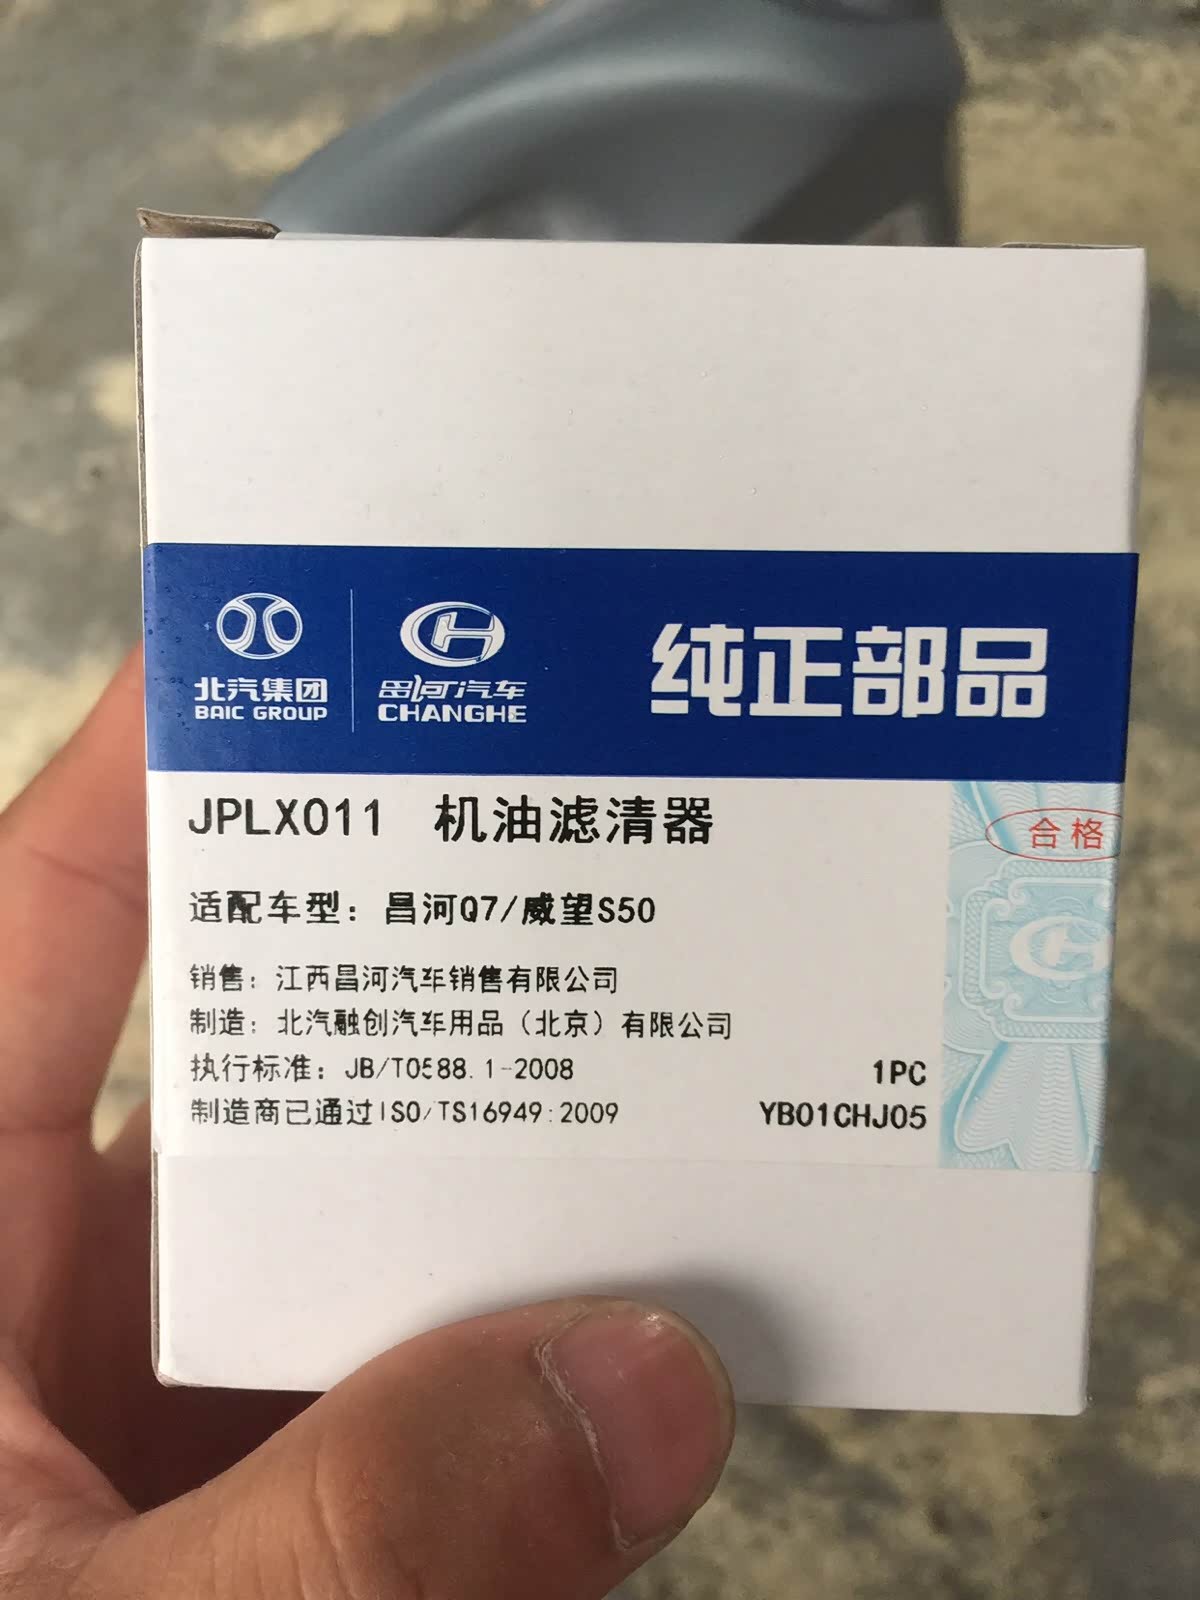 北汽集团
BAIC GROUP
昌河汽车
CHANGHE
纯正部品
JPLX011 机油滤清器
合格
适配车型：昌河Q7/威望S50
销售：江西昌河汽车销售有限公司
制造：北汽融创汽车用品（北京）有限公司
执行标准：JB/T0588.1-2008
1PC
制造商已通过ISO/TS16949:2009
YB01CHJ05